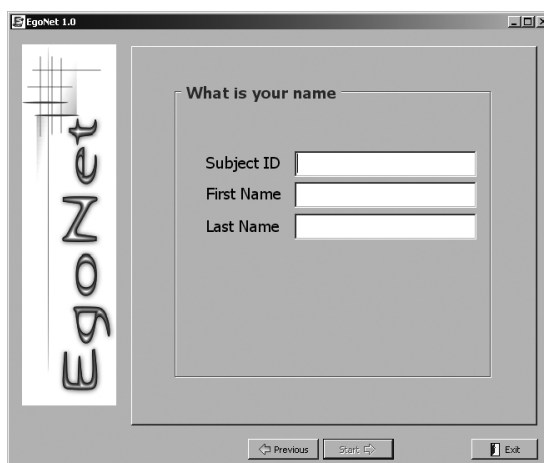 EgoNet 1.0
EgoNet
What is your name
Subject ID
First Name
Last Name
Previous
Start
Exit